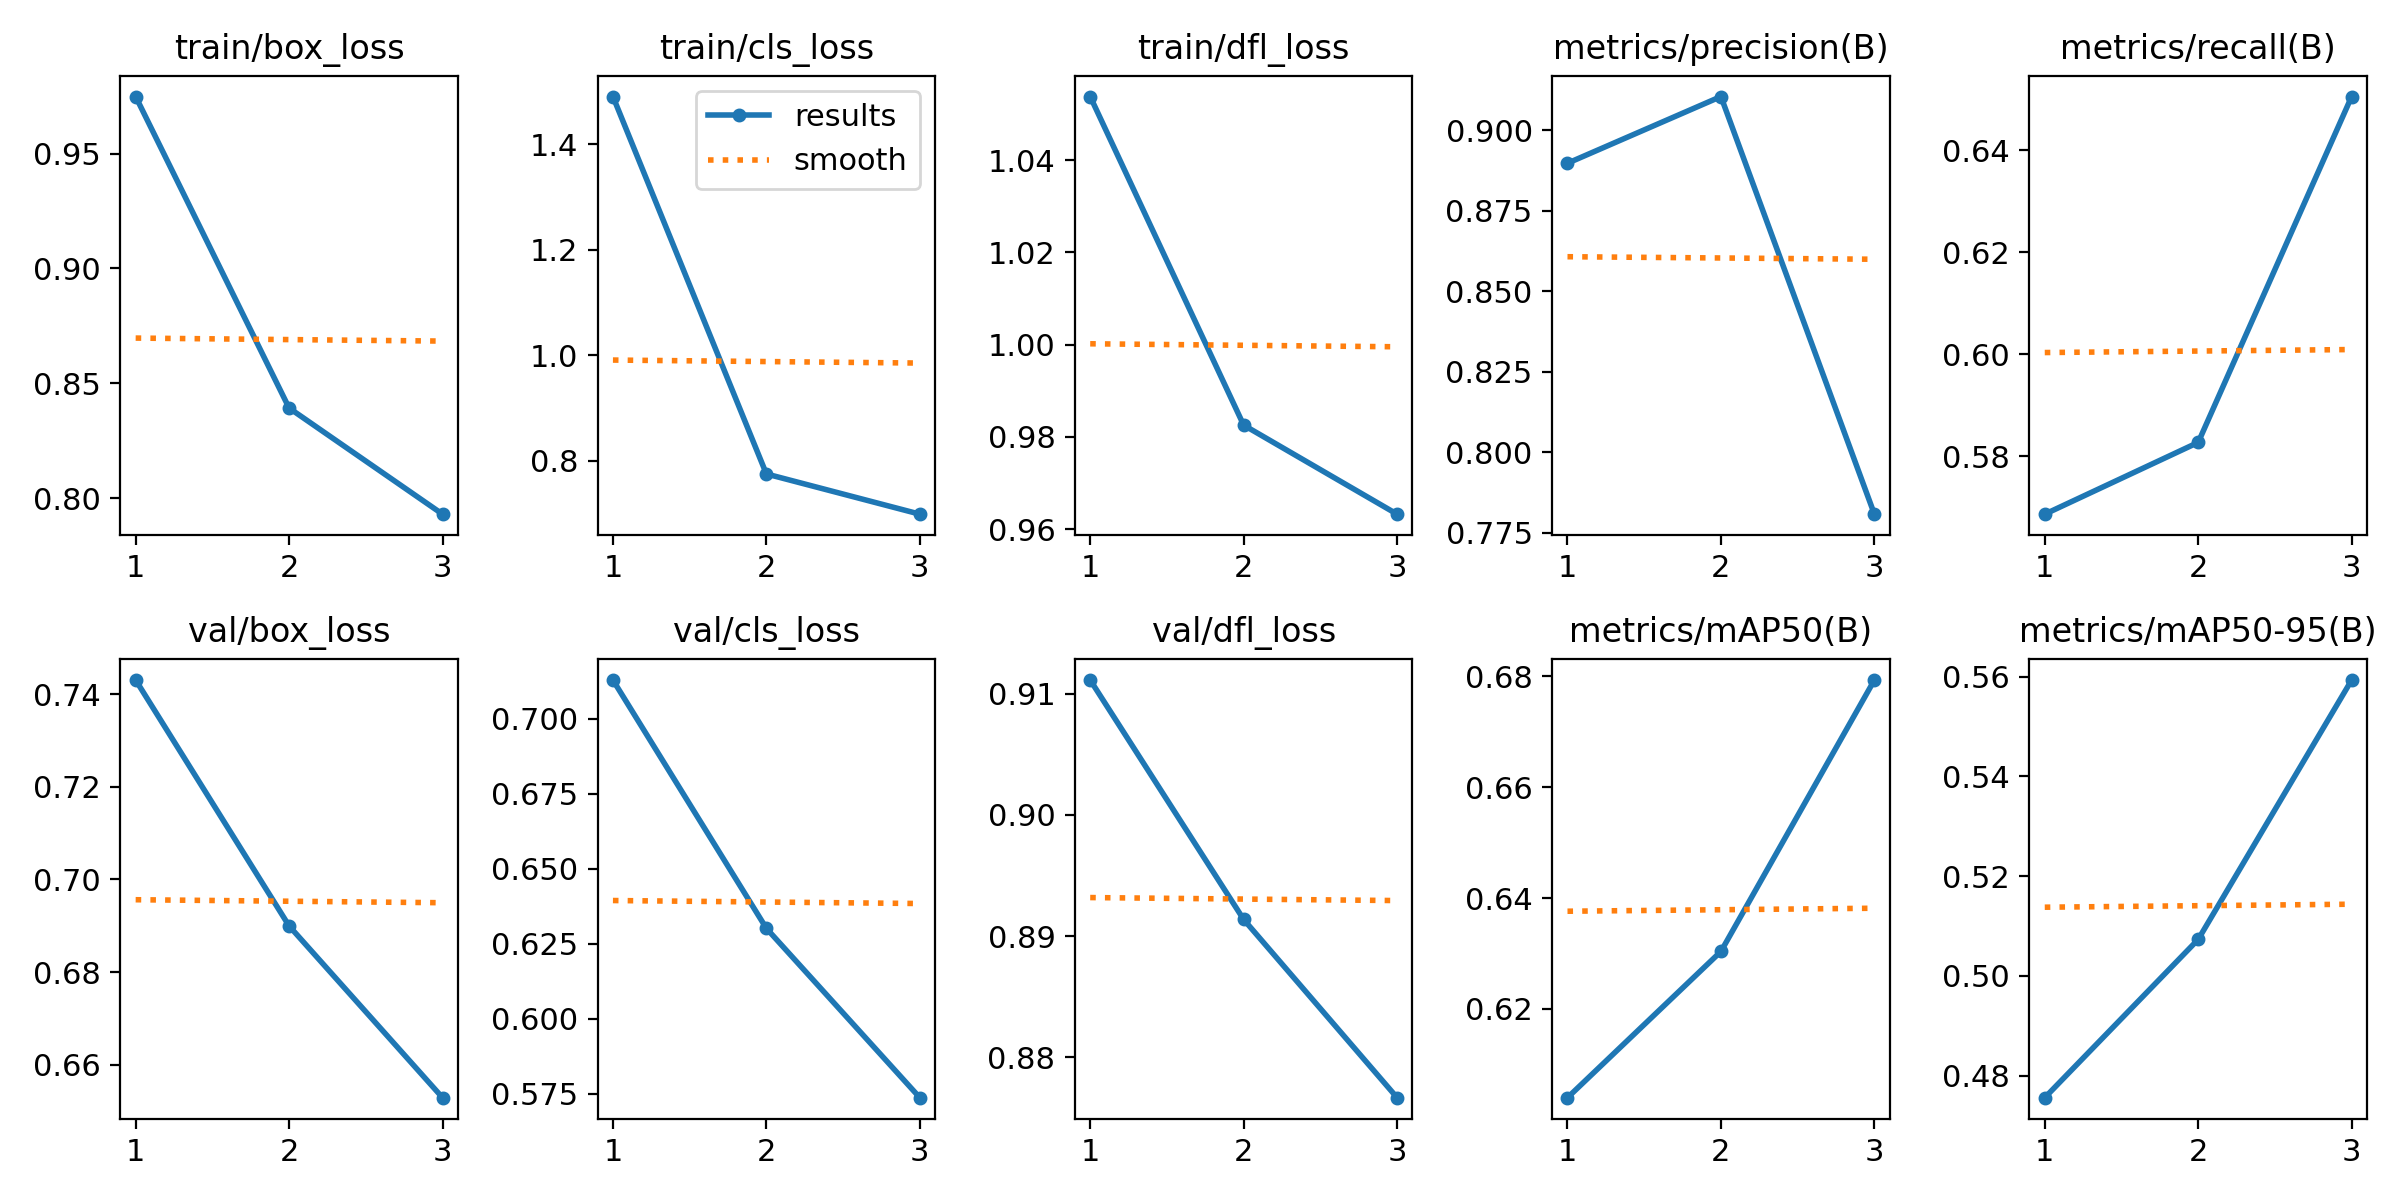 train/box_loss
0.95
0.90
0.85
0.80
1 2 3
train/cls_loss
results
smooth
1.4
1.2
1.0
0.8
1 2 3
train/dfl_loss
1.04
1.02
1.00
0.98
0.96
1 2 3
metrics/precision(B)
0.900
0.875
0.850
0.825
0.800
0.775
1 2 3
metrics/recall(B)
0.64
0.62
0.60
0.58
1 2 3
val/box_loss
0.74
0.72
0.70
0.68
0.66
1 2 3
val/cls_loss
0.700
0.675
0.650
0.625
0.600
0.575
1 2 3
val/dfl_loss
0.91
0.90
0.89
0.88
1 2 3
metrics/mAP50(B)
0.68
0.66
0.64
0.62
1 2 3
metrics/mAP50-95(B)
0.56
0.54
0.52
0.50
0.48
1 2 3